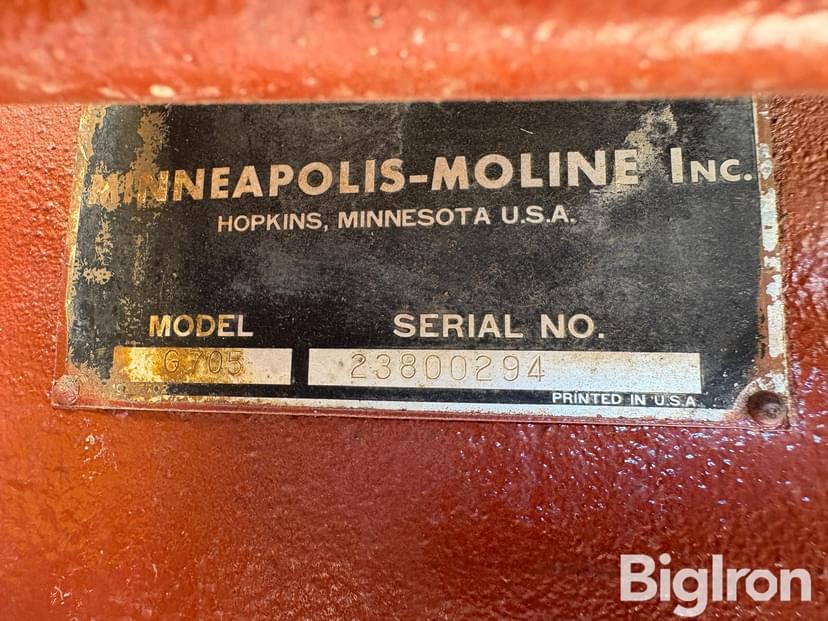 MINNEAPOLIS-MOLINE INC.
HOPKINS, MINNESOTA U.S.A.
MODEL SERIAL NO.
G705 23800294
PRINTED IN U.S.A.
BigIron